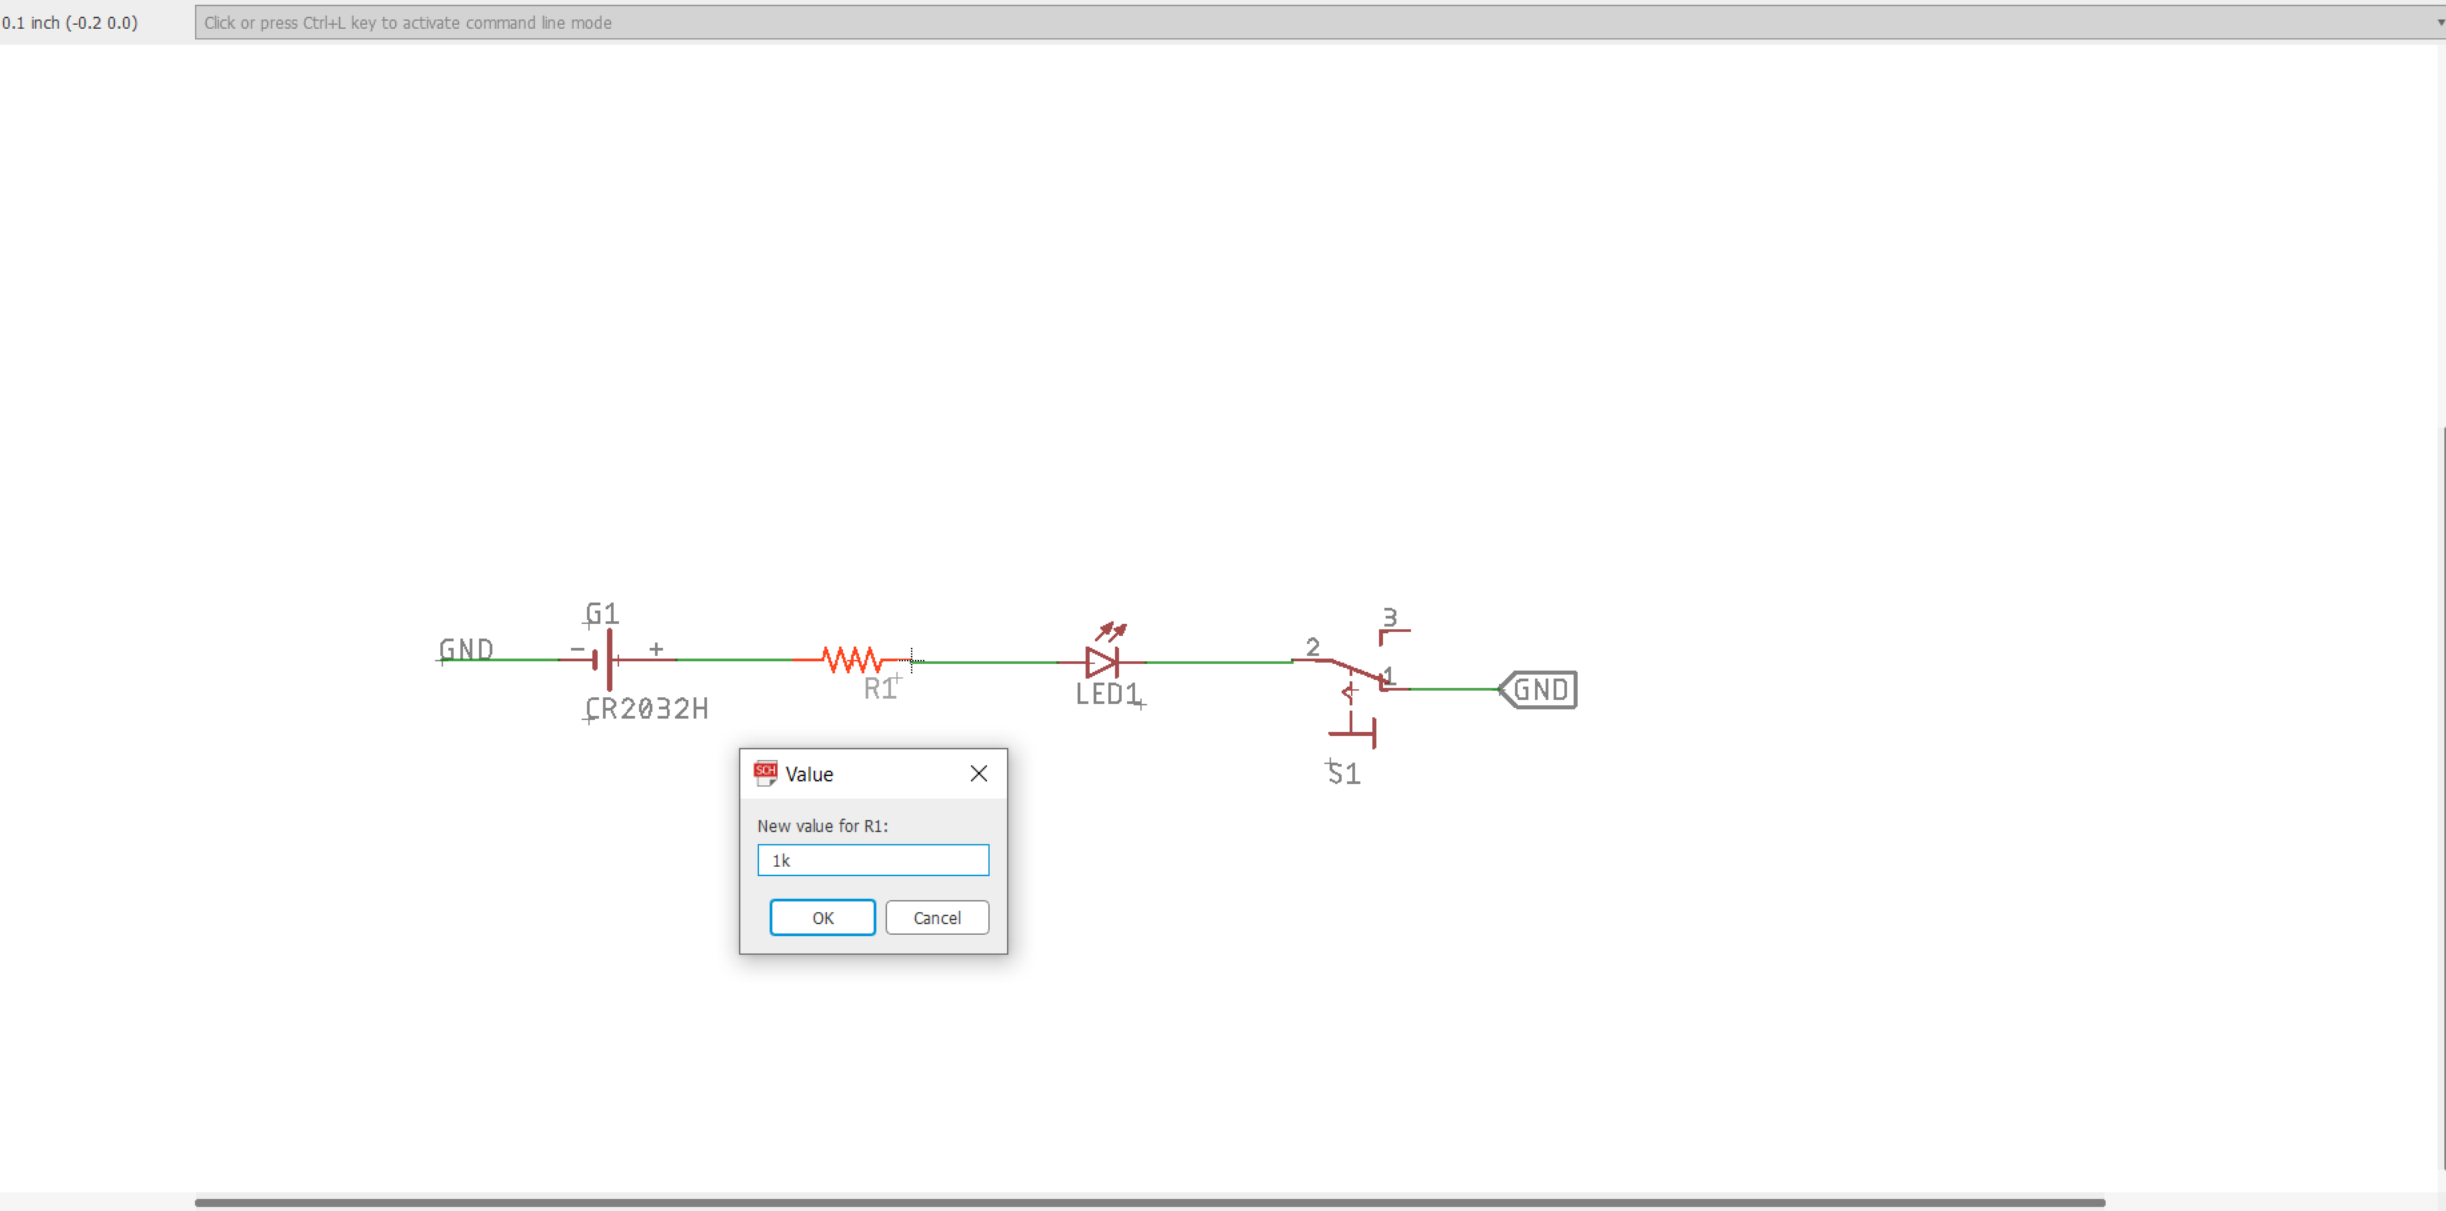 0.1 inch (-0.2 0.0) Click or press Ctrl+L key to activate command line mode
G1
GND - +
CR2032H
R1
LED1
3
2
1
GND
S1
SCH Value
New value for R1:
1k
OK Cancel